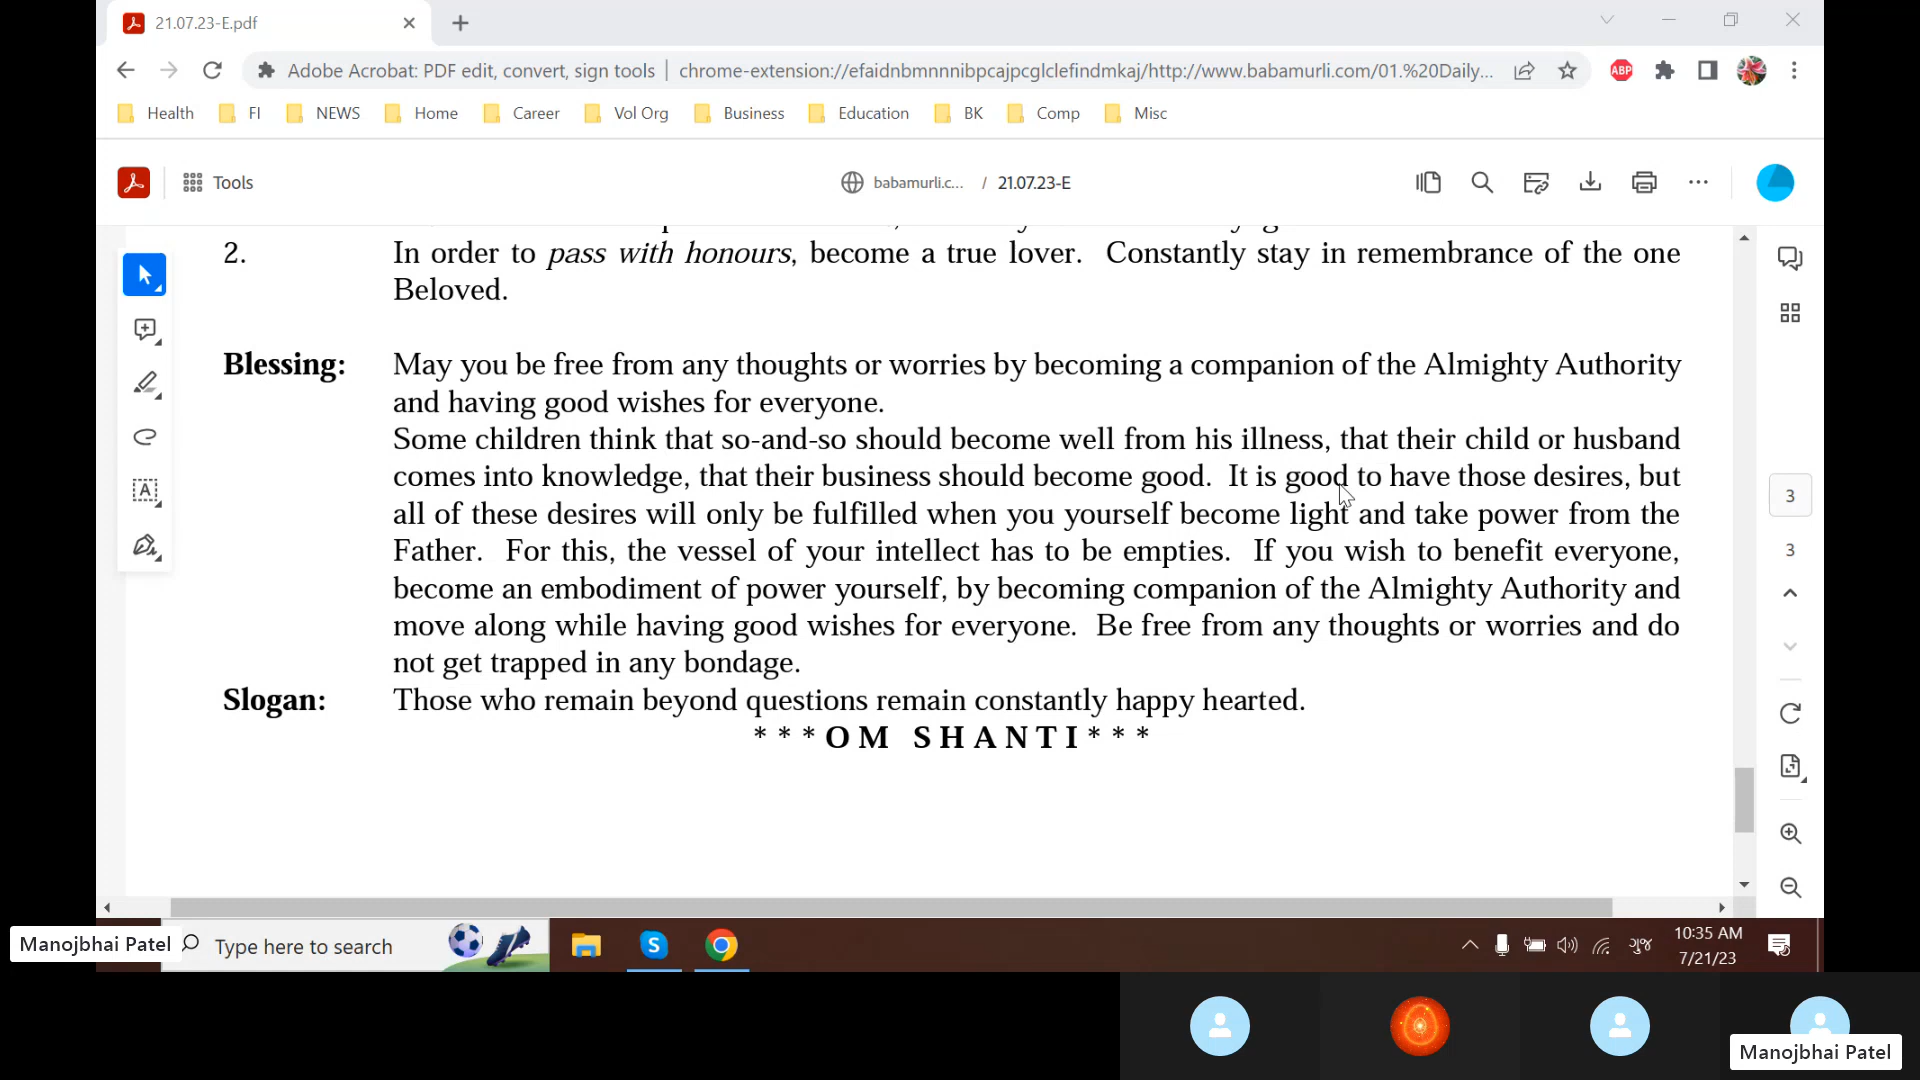 21.07.23-E.pdf
Adobe Acrobat: PDF edit, convert, sign tools | chrome-extension://efaidnbmnnnibpcajpcglclefindmkaj/http://www.babamurli.com/01.%20Daily...
ABP
Health FI NEWS Home Career Vol Org Business Education BK Comp Misc
Tools babamurli.c... / 21.07.23-E
2. In order to pass with honours, become a true lover. Constantly stay in remembrance of the one
Beloved.
Blessing: May you be free from any thoughts or worries by becoming a companion of the Almighty Authority
and having good wishes for everyone.
Some children think that so-and-so should become well from his illness, that their child or husband
comes into knowledge, that their business should become good. It is good to have those desires, but
all of these desires will only be fulfilled when you yourself become light and take power from the
Father. For this, the vessel of your intellect has to be empties. If you wish to benefit everyone,
become an embodiment of power yourself, by becoming companion of the Almighty Authority and
move along while having good wishes for everyone. Be free from any thoughts or worries and do
not get trapped in any bondage.
Slogan: Those who remain beyond questions remain constantly happy hearted.
* * * O M S H A N T I * * *
3
3
Manojbhai Patel
Type here to search
S
ગુજ
10:35 AM
7/21/23
Manojbhai Patel